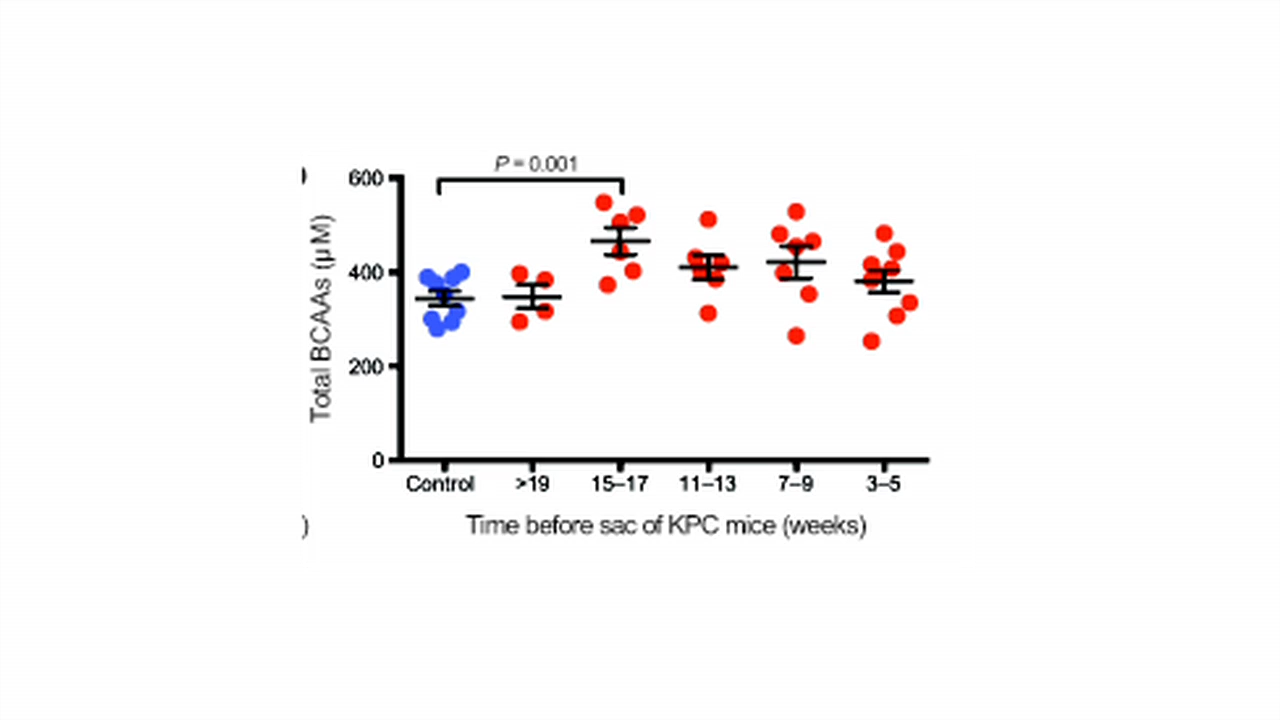 P = 0.001
600
400
200
0
Total BCAAs (μM)
Control >19 15–17 11–13 7–9 3–5
Time before sac of KPC mice (weeks)
)
)